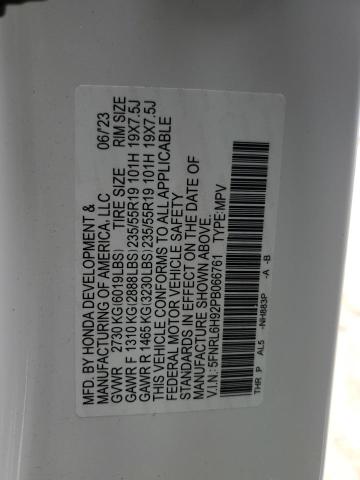 MFD. BY HONDA DEVELOPMENT &
MANUFACTURING OF AMERICA, LLC 06/'23
GVWR 2730 KG(6019LBS) TIRE SIZE RIM SIZE
GAWR F 1310 KG(2888LBS)235/55R19 101H 19X7.5J
GAWR R 1465 KG(3230LBS)235/55R19 101H 19X7.5J
THIS VEHICLE CONFORMS TO ALL APPLICABLE
FEDERAL MOTOR VEHICLE SAFETY
STANDARDS IN EFFECT ON THE DATE OF
MANUFACTURE SHOWN ABOVE.
V.I.N.: 5FNRL6H92PB066761 TYPE:MPV
THR P AL5 -NH883P -A -B